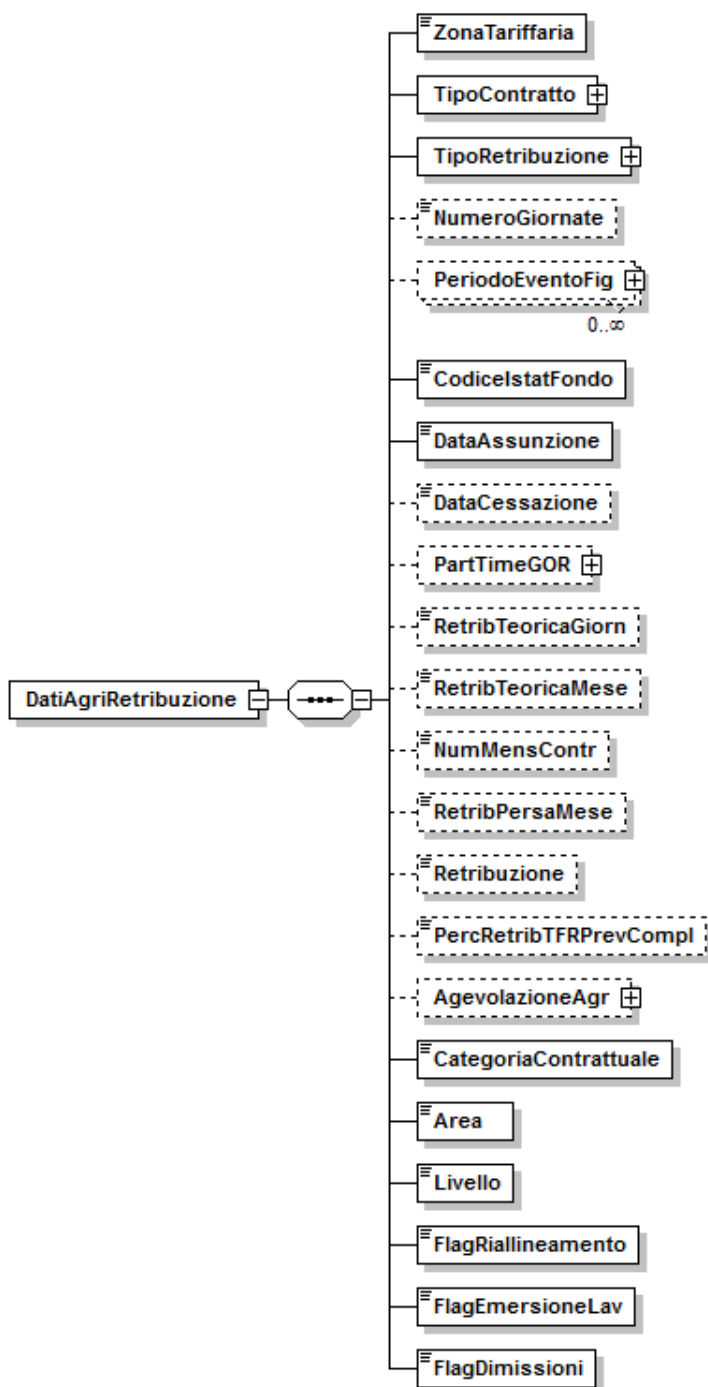 ZonaTariffaria
TipoContratto
TipoRetribuzione
NumeroGiornate
PeriodoEventoFig
0..∞
CodiceIstatFondo
DataAssunzione
DataCessazione
PartTimeGOR
RetribTeoricaGiorn
DatiAgriRetribuzione
RetribTeoricaMese
NumMensContr
RetribPersaMese
Retribuzione
PercRetribTFRPrevCompl
AgevolazioneAgr
CategoriaContrattuale
Area
Livello
FlagRiallineamento
FlagEmersioneLav
FlagDimissioni